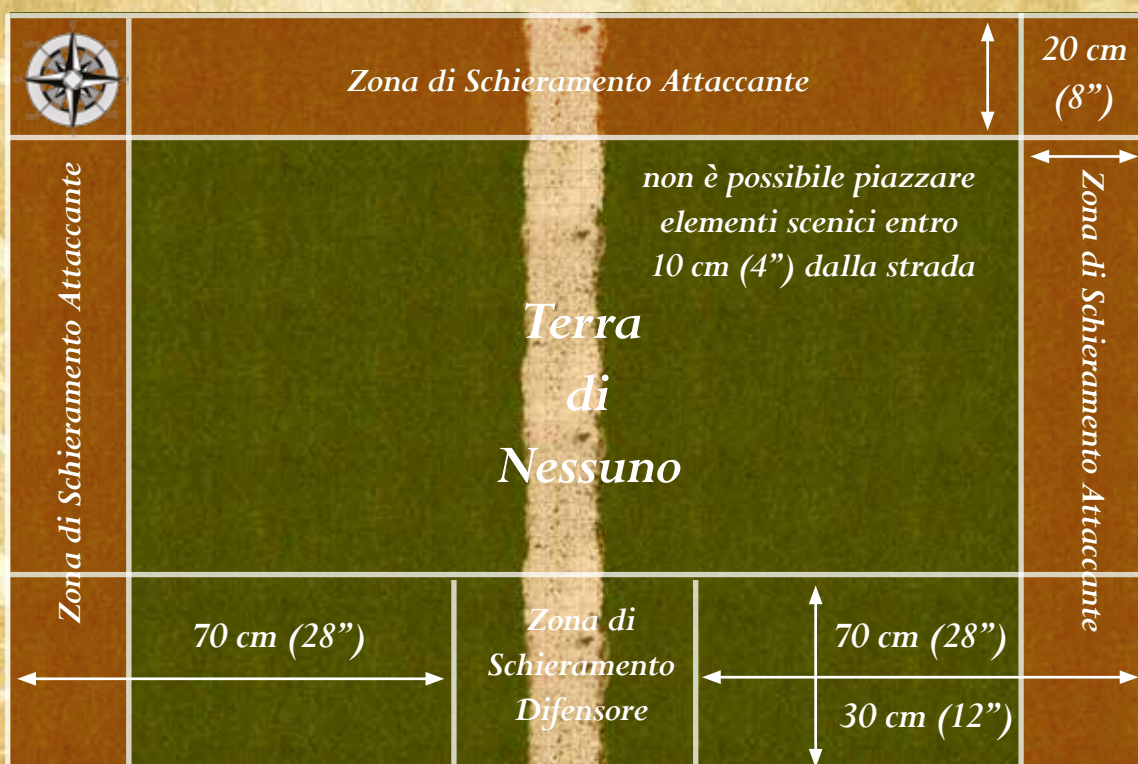 Zona di Schieramento Attaccante
20 cm
(8”)
Zona di Schieramento Attaccante
non è possibile piazzare
elementi scenici entro
10 cm (4”) dalla strada
Zona di Schieramento Attaccante
Terra
di
Nessuno
70 cm (28”)
Zona di
Schieramento
Difensore
70 cm (28”)
30 cm (12”)